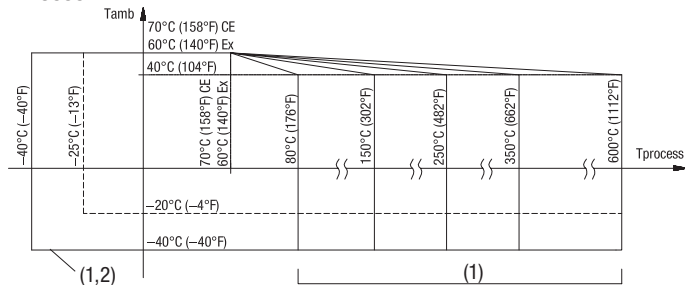 Tamb
70°C (158°F) CE
60°C (140°F) Ex
40°C (104°F)
–40°C (–40°F)
–25°C (–13°F)
70°C (158°F) CE
60°C (140°F) Ex
80°C (176°F)
150°C (302°F)
250°C (482°F)
350°C (662°F)
600°C (1112°F)
Tprocess
–20°C (–4°F)
–40°C (–40°F)
(1,2)
(1)